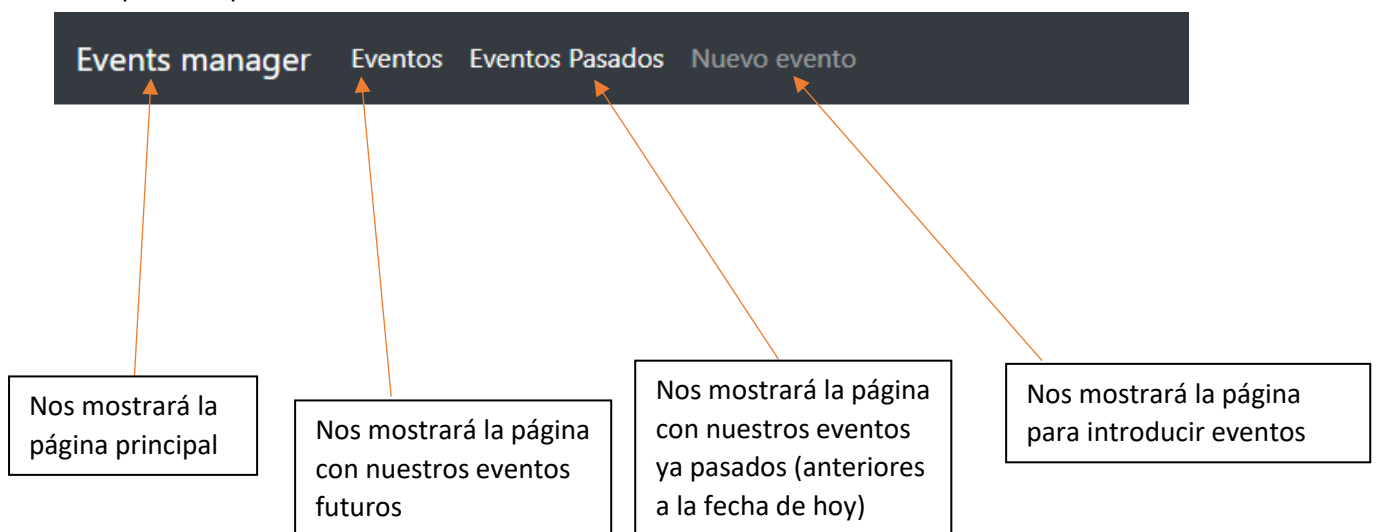 Events manager Eventos Eventos Pasados Nuevo evento
Nos mostrará la
página principal
Nos mostrará la página
con nuestros eventos
futuros
Nos mostrará la página
con nuestros eventos
ya pasados (anteriores
a la fecha de hoy)
Nos mostrará la página
para introducir eventos